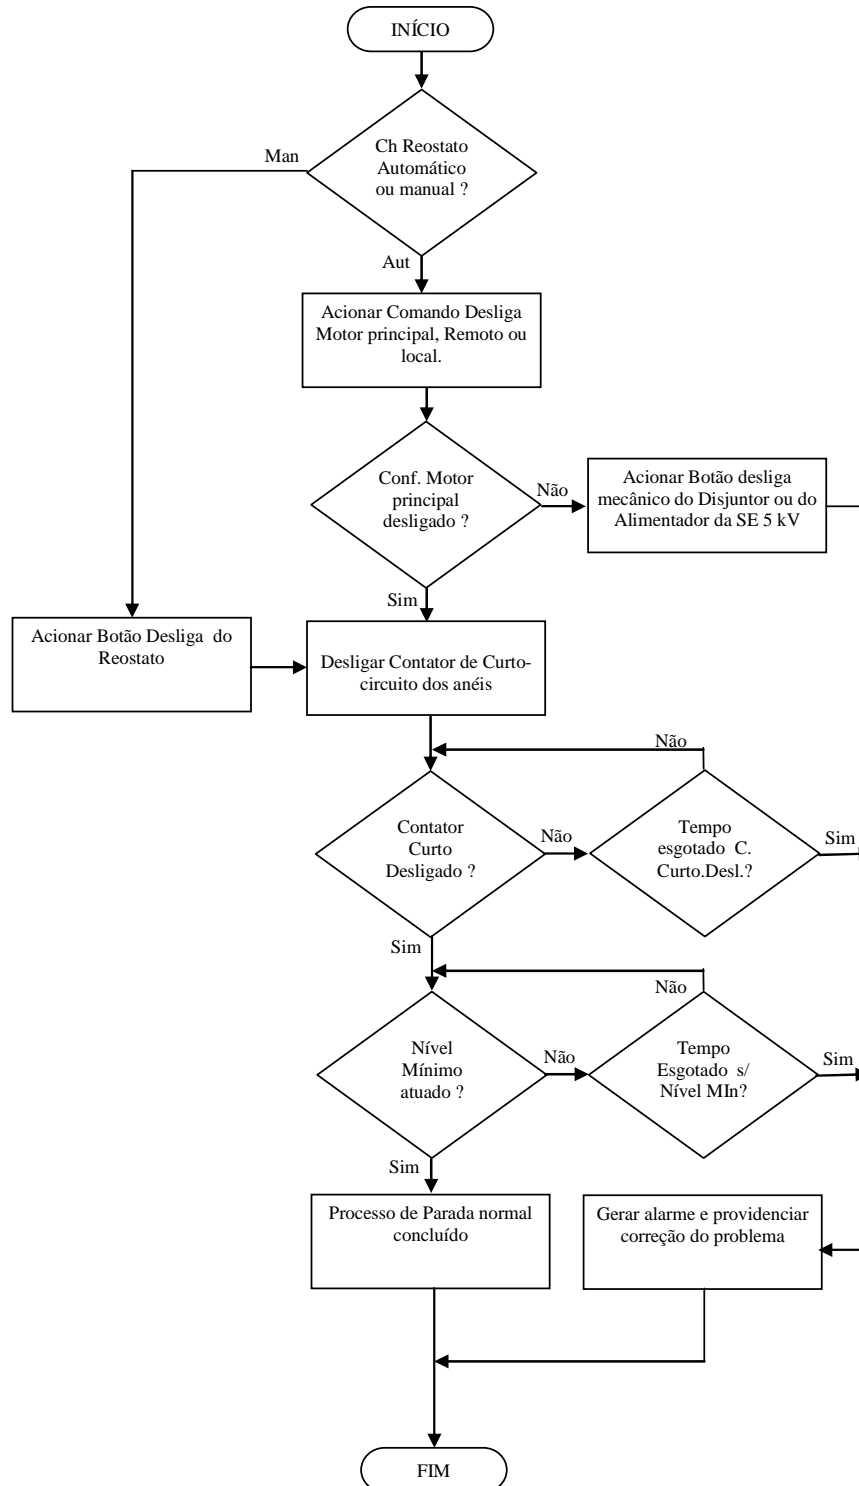 INÍCIO
Ch Reostato
Automático
ou manual ?
Man
Aut
Acionar Comando Desliga
Motor principal, Remoto ou
local.
Conf. Motor
principal
desligado ?
Não
Acionar Botão desliga
mecânico do Disjuntor ou do
Alimentador da SE 5 kV
Sim
Acionar Botão Desliga do
Reostato
Desligar Contator de Curto-
circuito dos anéis
Não
Contator
Curto
Desligado ?
Não
Tempo
esgotado C.
Curto.Desl.?
Sim
Sim
Não
Nível
Mínimo
atuado ?
Não
Tempo
Esgotado s/
Nível MIn?
Sim
Sim
Processo de Parada normal
concluído
Gerar alarme e providenciar
correção do problema
FIM